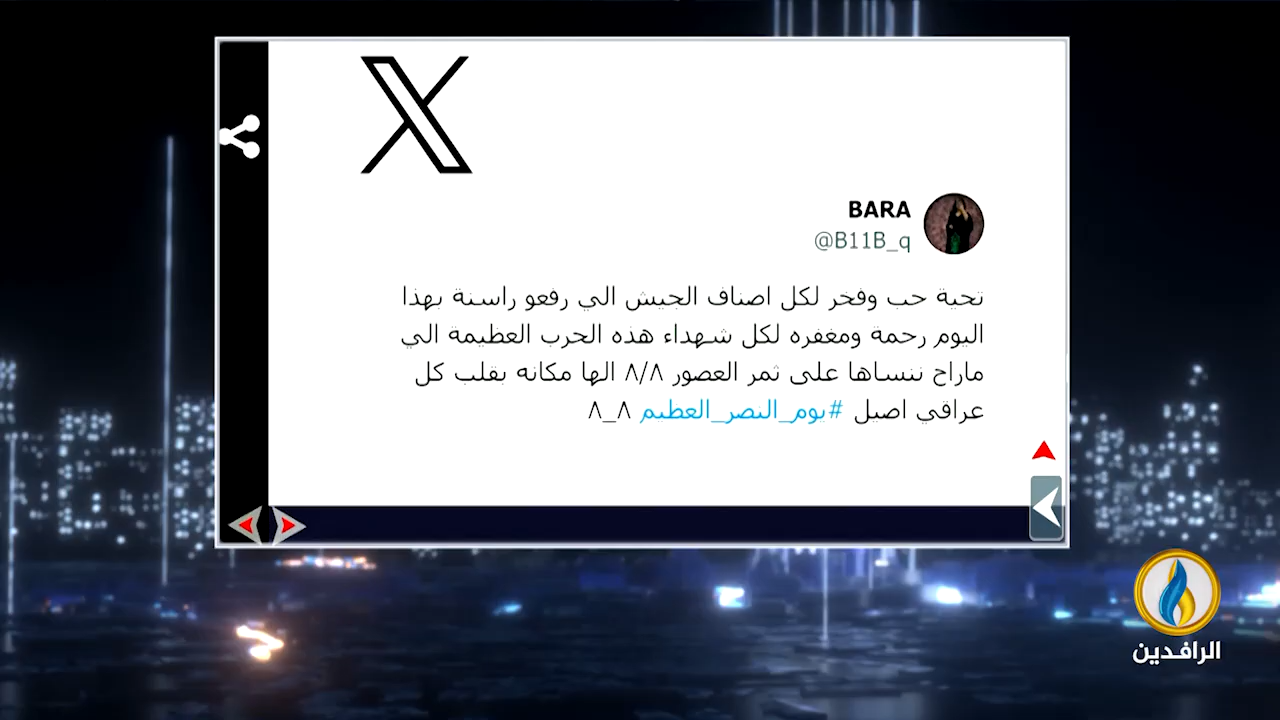 BARA
@B11B_q
تحية حب وفخر لكل اصناف الجيش الي رفعو راسنة بهذا
اليوم رحمة ومغفره لكل شهداء هذه الحرب العظيمة الي
ماراح ننساها على ثمر العصور ٨/٨ الها مكانه بقلب كل
عراقي اصيل #يوم_النصر_العظيم ٨_٨
الرافدين